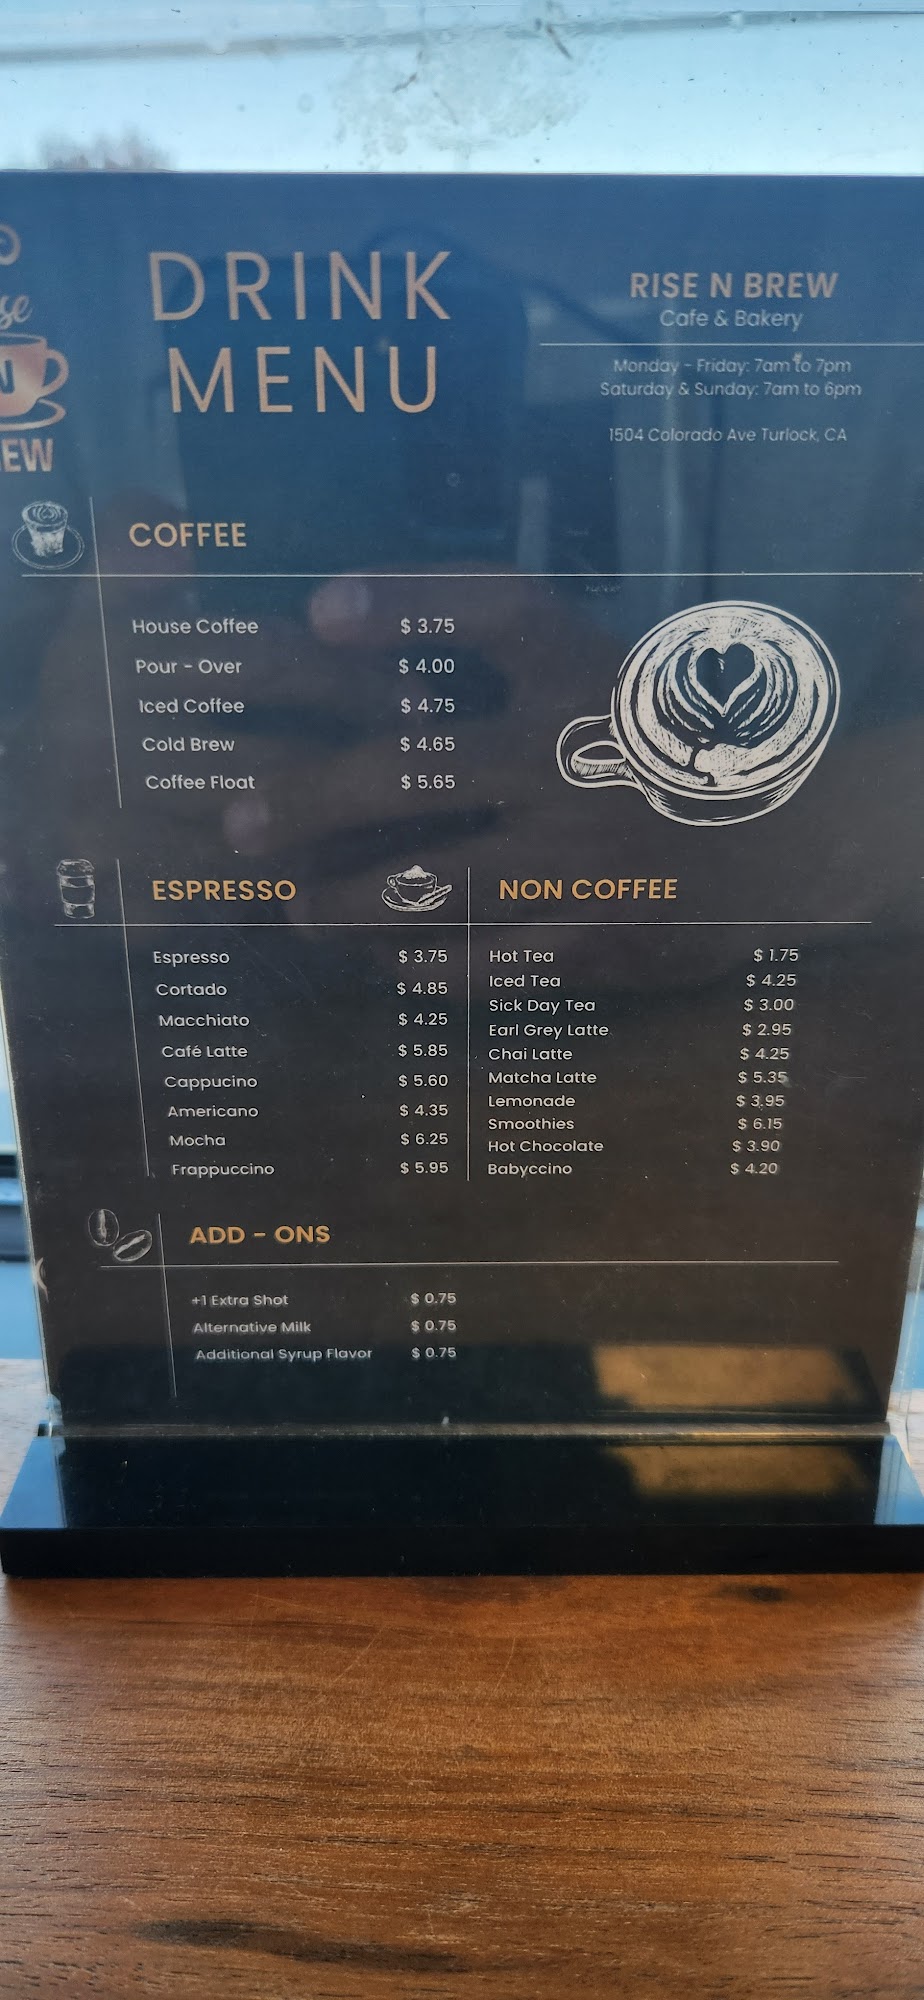 se
N
EW
DRINK
MENU
RISE N BREW
Cafe & Bakery
Monday - Friday: 7am to 7pm
Saturday & Sunday: 7am to 6pm
1504 Colorado Ave Turlock, CA
COFFEE
House Coffee $ 3.75
Pour - Over $ 4.00
Iced Coffee $ 4.75
Cold Brew $ 4.65
Coffee Float $ 5.65
ESPRESSO
Espresso $ 3.75
Cortado $ 4.85
Macchiato $ 4.25
Café Latte $ 5.85
Cappucino $ 5.60
Americano $ 4.35
Mocha $ 6.25
Frappuccino $ 5.95
NON COFFEE
Hot Tea $ 1.75
Iced Tea $ 4.25
Sick Day Tea $ 3.00
Earl Grey Latte $ 2.95
Chai Latte $ 4.25
Matcha Latte $ 5.35
Lemonade $ 3.95
Smoothies $ 6.15
Hot Chocolate $ 3.90
Babyccino $ 4.20
ADD - ONS
+1 Extra Shot $ 0.75
Alternative Milk $ 0.75
Additional Syrup Flavor $ 0.75